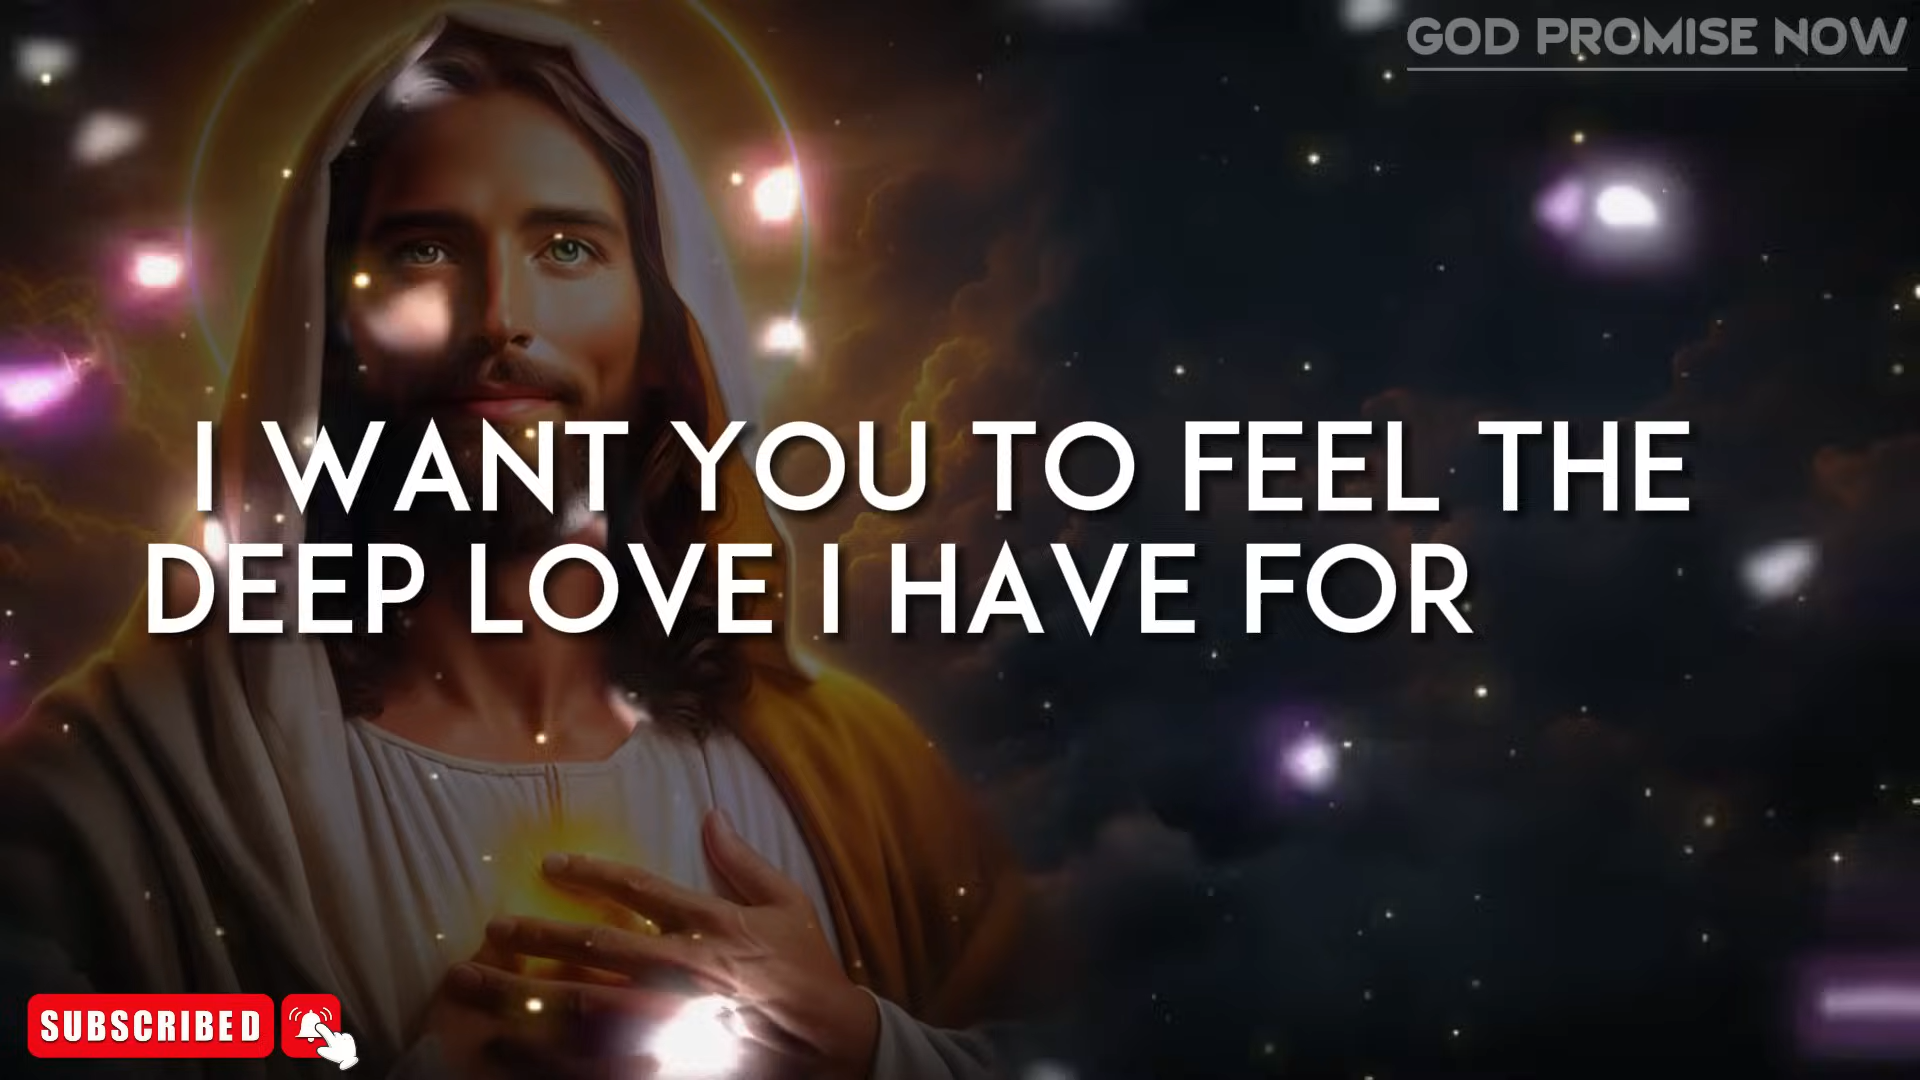 GOD PROMISE NOW
I WANT YOU TO FEEL THE
DEEP LOVE I HAVE FOR
SUBSCRIBED